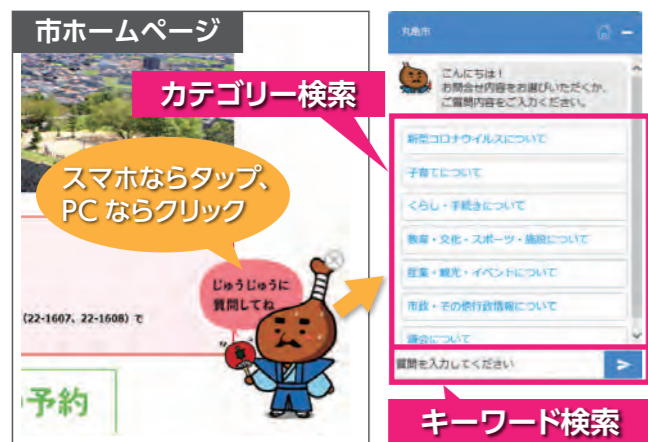 市ホームページ
カテゴリー検索
スマホならタップ、
PCならクリック
じゅうじゅうに
質問してね
(22-1607、22-1608) で
予約
丸亀市
こんにちは!
お問合せ内容をお選びいただくか、
ご質問内容をご入力ください。
新型コロナウイルスについて
子育てについて
くらし・手続きについて
教育・文化・スポーツ・施設について
産業・観光・イベントについて
市政・その他行政情報について
議会について
質問を入力してください
キーワード検索